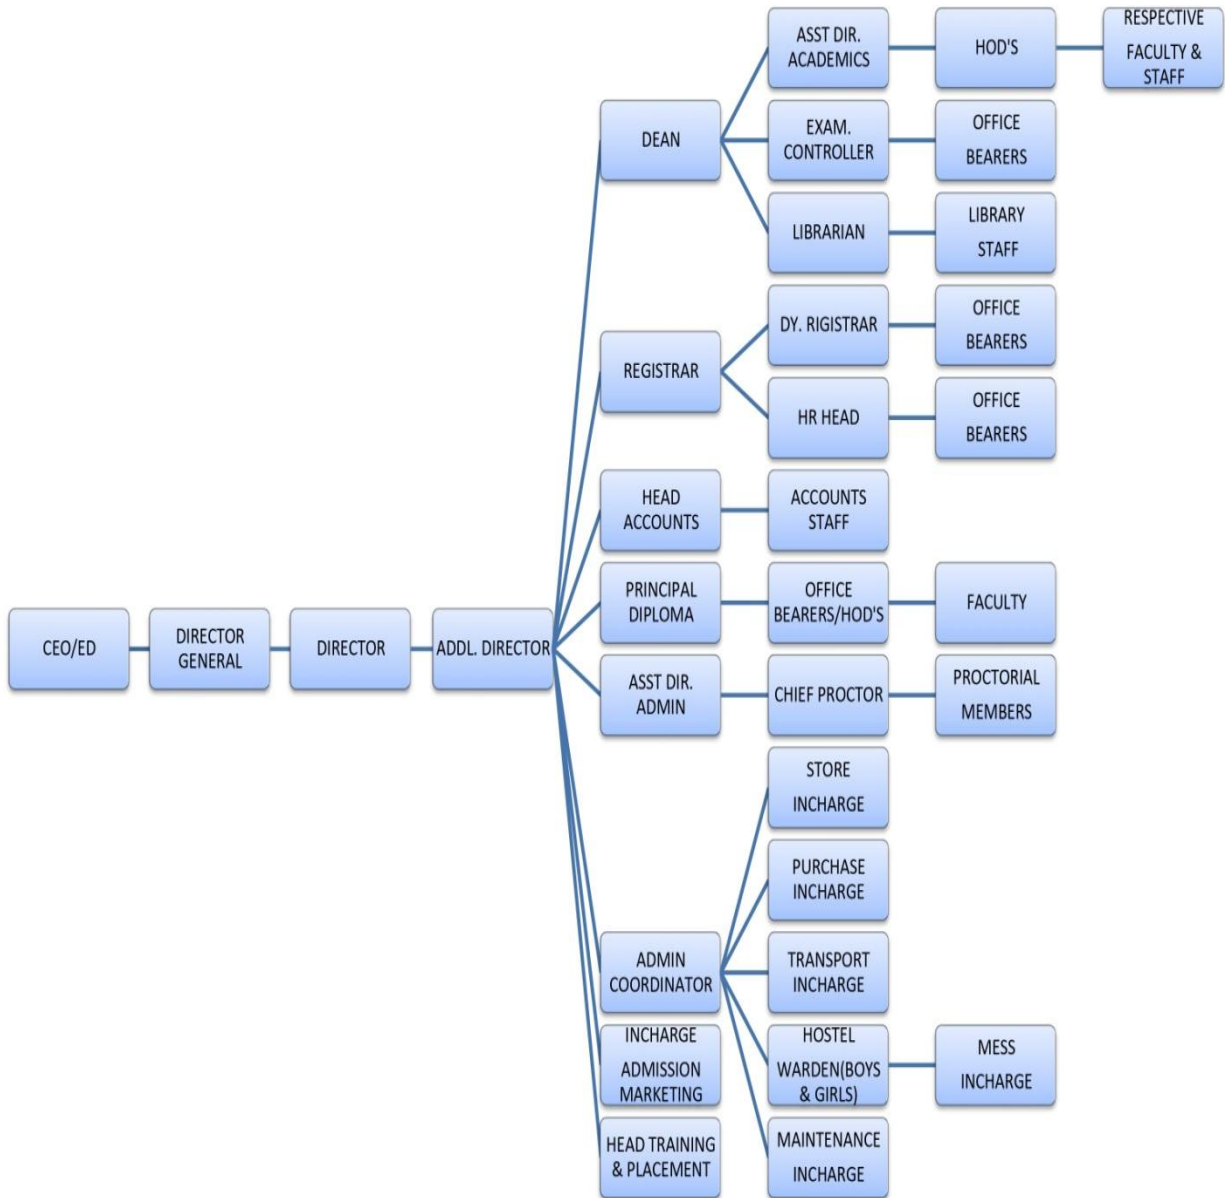 ASST DIR.
ACADEMICS
HOD'S
RESPECTIVE
FACULTY &
STAFF
DEAN
EXAM.
CONTROLLER
OFFICE
BEARERS
LIBRARIAN
LIBRARY
STAFF
REGISTRAR
DY. RIGISTRAR
OFFICE
BEARERS
HR HEAD
OFFICE
BEARERS
HEAD
ACCOUNTS
ACCOUNTS
STAFF
PRINCIPAL
DIPLOMA
OFFICE
BEARERS/HOD'S
FACULTY
CEO/ED
DIRECTOR
GENERAL
DIRECTOR
ADDL. DIRECTOR
ASST DIR.
ADMIN
CHIEF PROCTOR
PROCTORIAL
MEMBERS
STORE
INCHARGE
PURCHASE
INCHARGE
ADMIN
COORDINATOR
TRANSPORT
INCHARGE
INCHARGE
ADMISSION
MARKETING
HOSTEL
WARDEN(BOYS
& GIRLS)
MESS
INCHARGE
HEAD TRAINING
& PLACEMENT
MAINTENANCE
INCHARGE